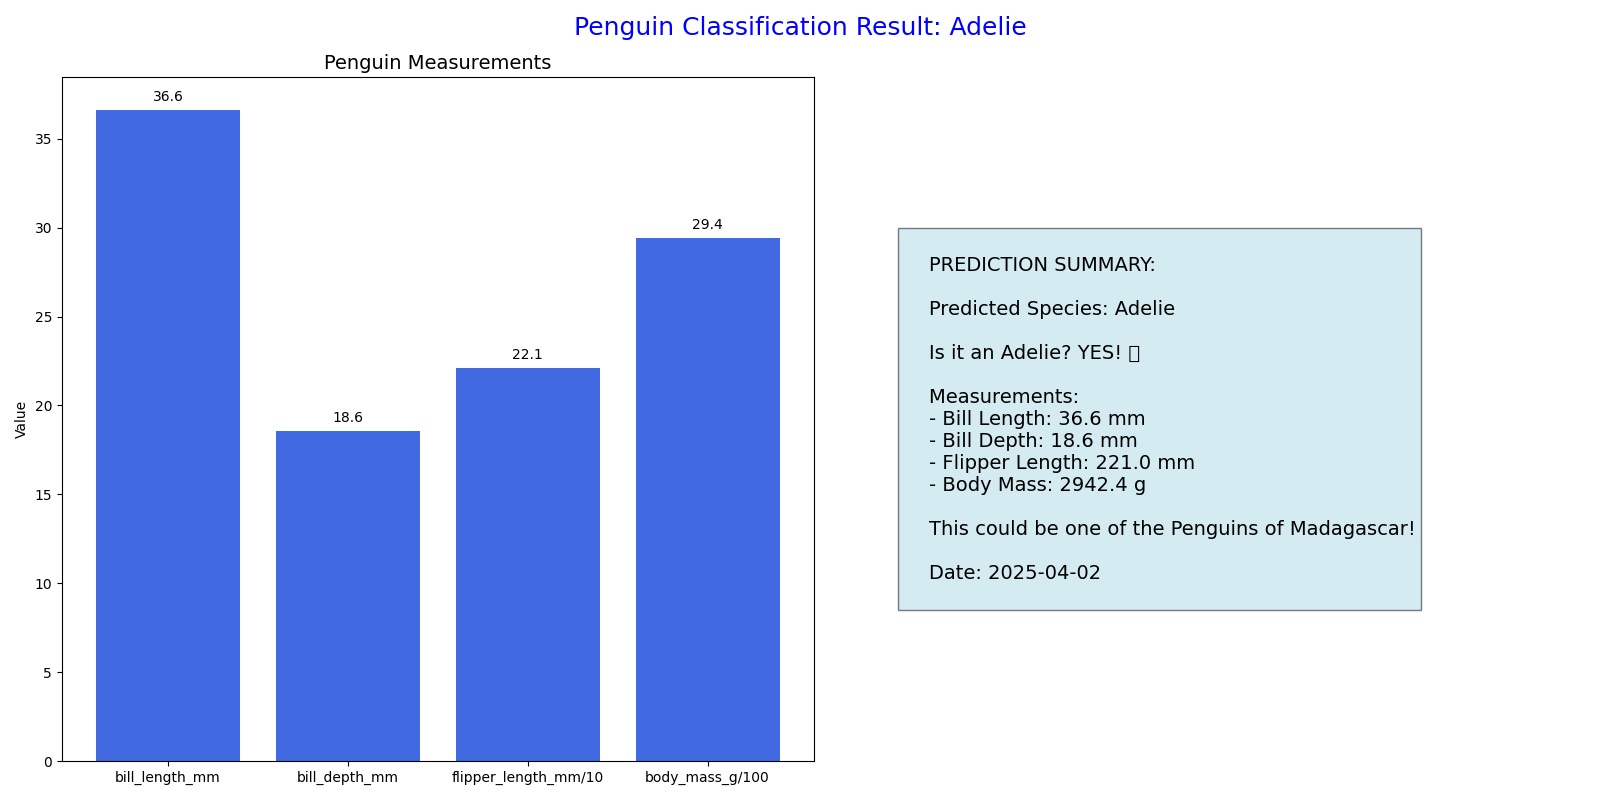 Penguin Classification Result: Adelie
Penguin Measurements
Value
35
30
25
20
15
10
5
0
36.6
18.6
22.1
29.4
bill_length_mm
bill_depth_mm
flipper_length_mm/10
body_mass_g/100
PREDICTION SUMMARY:
Predicted Species: Adelie
Is it an Adelie? YES! 
Measurements:
- Bill Length: 36.6 mm
- Bill Depth: 18.6 mm
- Flipper Length: 221.0 mm
- Body Mass: 2942.4 g
This could be one of the Penguins of Madagascar!
Date: 2025-04-02